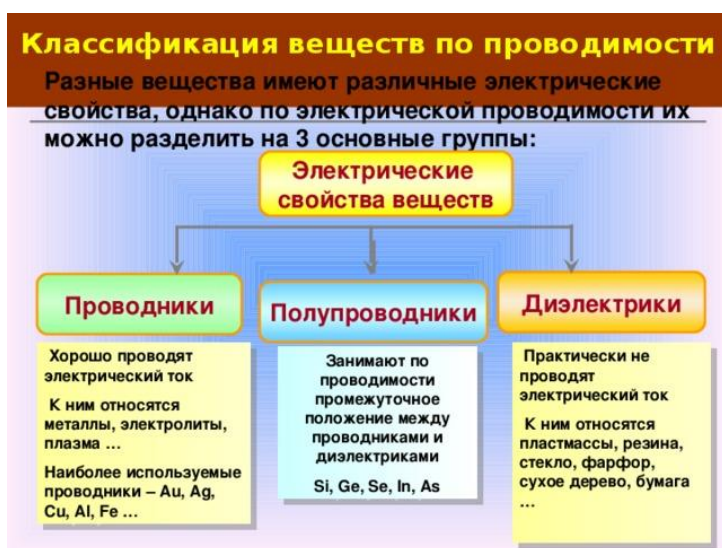 Классификация веществ по проводимости
Разные вещества имеют различные электрические
свойства, однако по электрической проводимости их
можно разделить на 3 основные группы:
Электрические
свойства веществ
Проводники
Хорошо проводят
электрический ток
К ним относятся
металлы, электролиты,
плазма ...
Наиболее используемые
проводники – Au, Ag,
Cu, Al, Fe ...
Полупроводники
Занимают по
проводимости
промежуточное
положение между
проводниками и
диэлектриками
Si, Ge, Se, In, As
Диэлектрики
Практически не
проводят
электрический ток
К ним относятся
пластмассы, резина,
стекло, фарфор,
сухое дерево, бумага
...